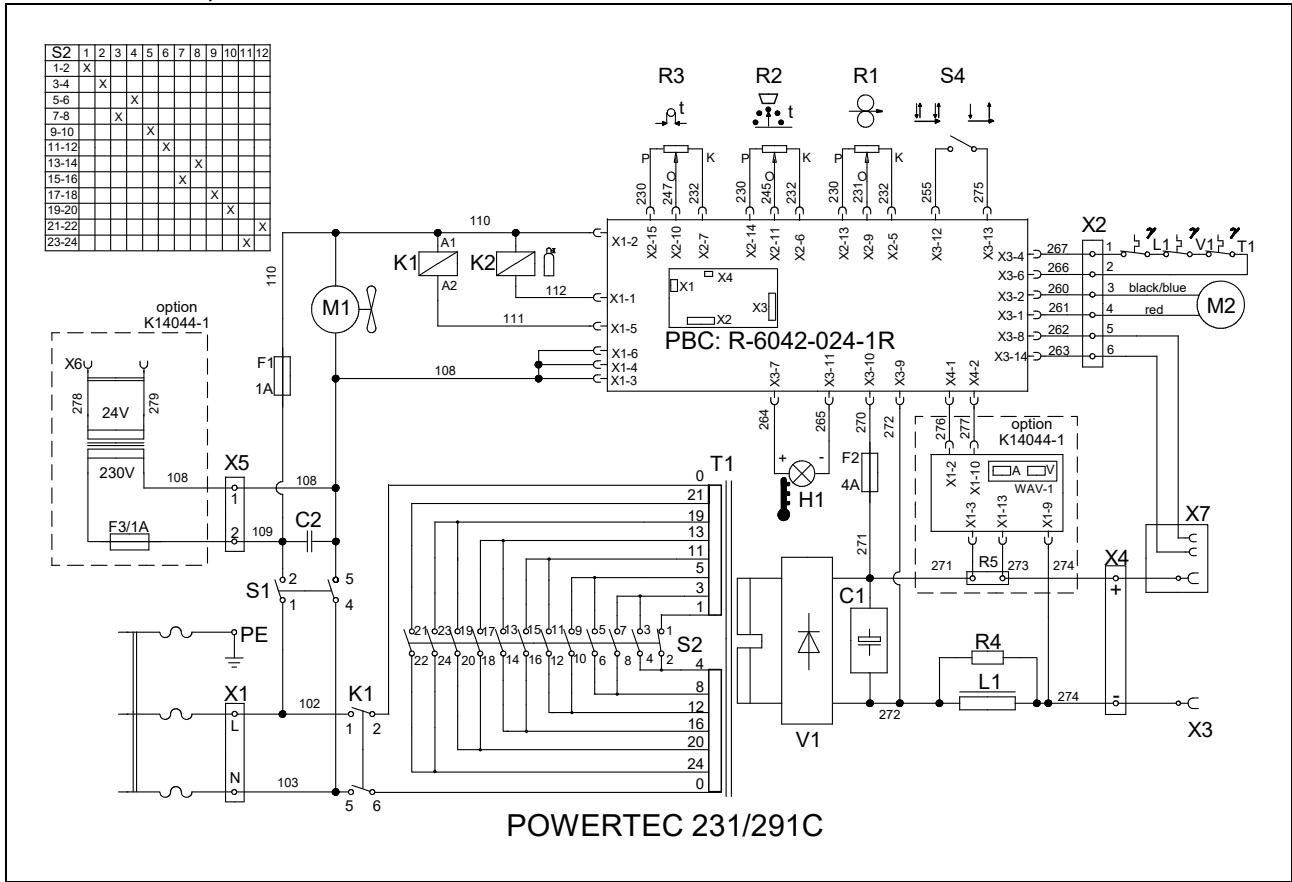 S2 1 2 3 4 5 6 7 8 9 10 11 12
1-2 X
3-4 X
5-6 X
7-8 X
9-10 X
11-12 X
13-14 X
15-16 X
17-18 X
19-20 X
21-22 X
23-24 X
R3 R2 R1 S4
t t
P K P K P K
O O O
230 247 232 230 245 232 230 231 232 255 275
X2-15 X2-10 X2-7 X2-14 X2-11 X2-6 X2-13 X2-9 X2-5 X3-12 X3-13
110
110
K1 A1 A2
K2
M1
112
111
108
X1-2
X1-1
X1-5
X1-6
X1-4
X1-3
X1 X4 X2 X3
PBC: R-6042-024-1R
X3-4 267
X3-6 266
X3-2 260
X3-1 261
X3-8 262
X3-14 263
X2
1 L1 V1 T1
2
3 black/blue
4 red
5
6
M2
X3-7 X3-11 X3-10 X3-9 X4-1 X4-2
264 265 270 272 276 277
+ -
H1
F2
4A
271
option
K14044-1
X1-2 X1-10
A V
WAV-1
X1-3 X1-13 X1-9
271 R5 273 274
X7
X4
+
-
option
K14044-1
X6
278 279
24V
230V
108
F3/1A
F1
1A
X5
1
2
108
109
C2
S1
2 5
1 4
PE
X1
L
N
102
103
K1
1 2
5 6
T1
0
21
19
13
11
5
3
1
21 23 19 17 13 15 11 9 5 7 3 1
S2
22 24 20 18 14 16 12 10 6 8 4 2
4
8
12
16
20
24
0
V1
C1
272
R4
L1
274
X3
POWERTEC 231/291C